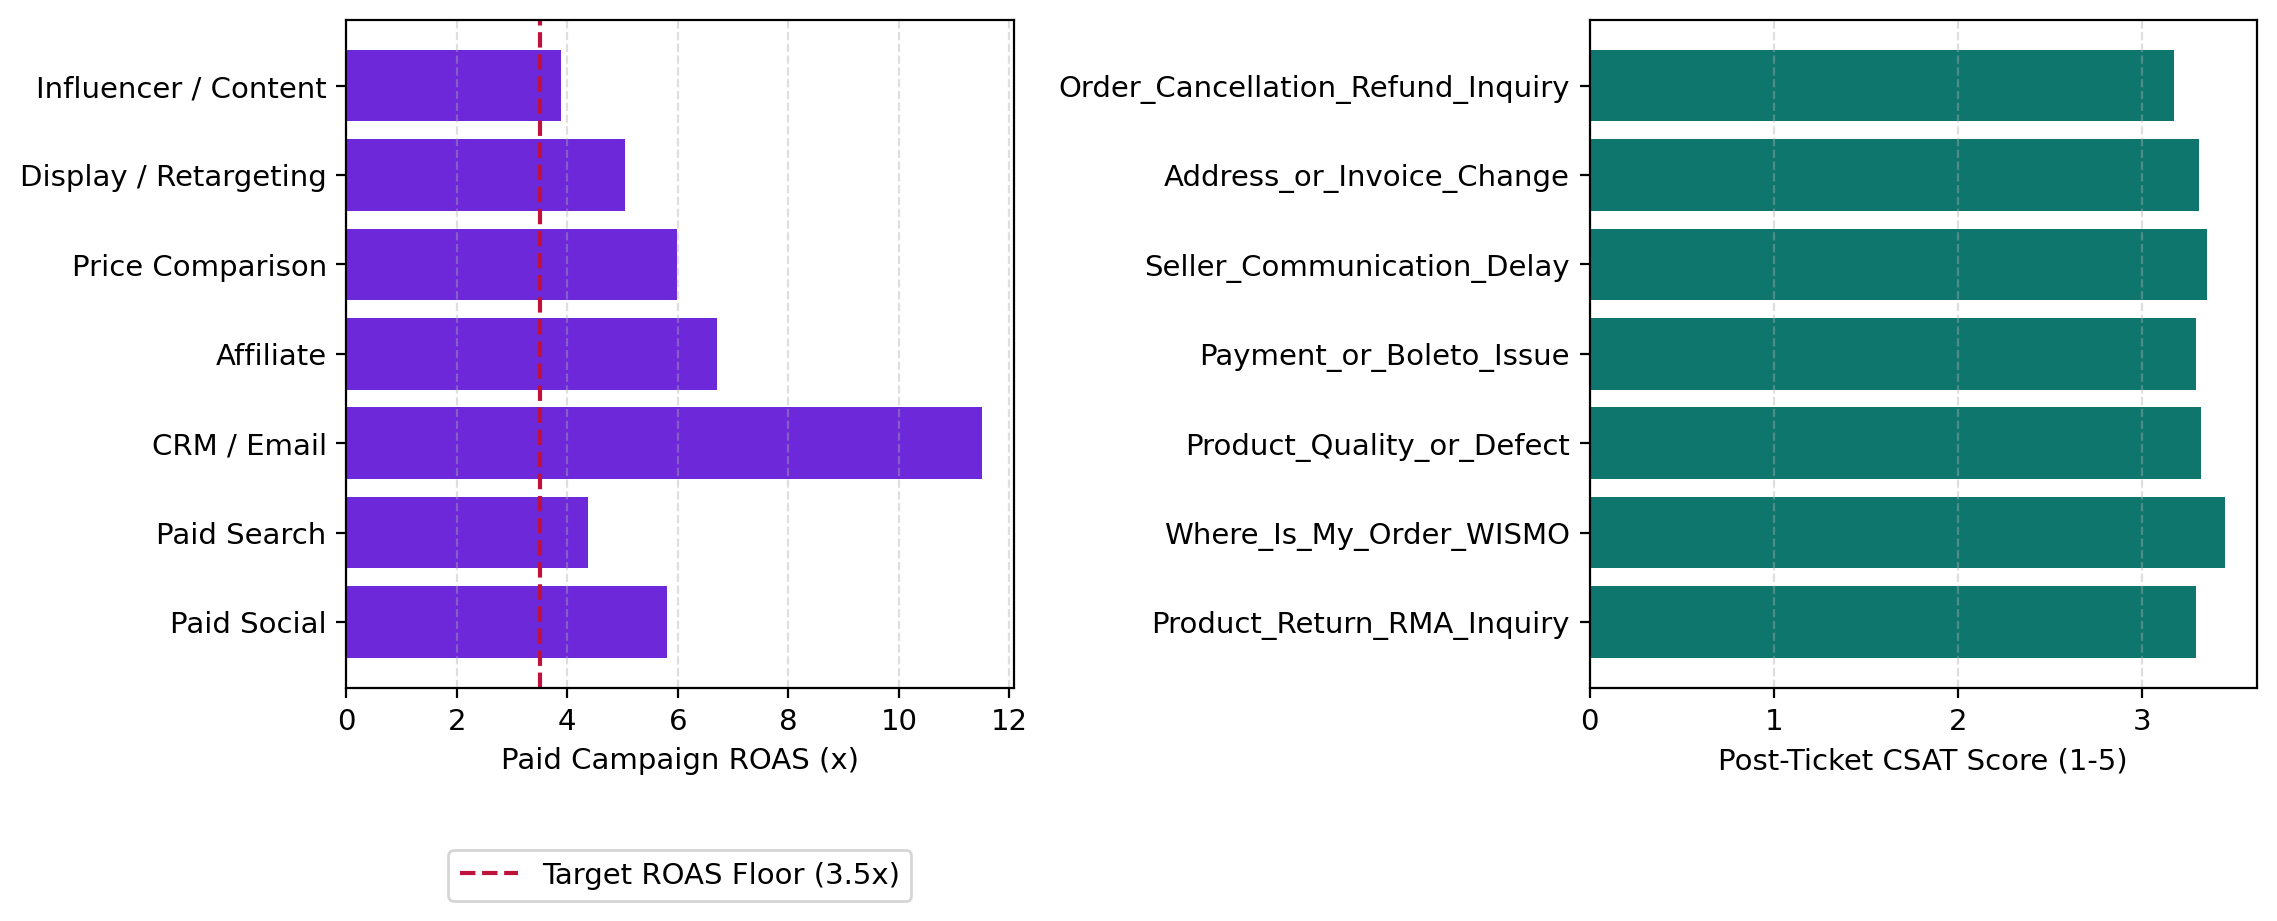 Influencer / Content
Display / Retargeting
Price Comparison
Affiliate
CRM / Email
Paid Search
Paid Social
0 2 4 6 8 10 12
Paid Campaign ROAS (x)
Target ROAS Floor (3.5x)
Order_Cancellation_Refund_Inquiry
Address_or_Invoice_Change
Seller_Communication_Delay
Payment_or_Boleto_Issue
Product_Quality_or_Defect
Where_Is_My_Order_WISMO
Product_Return_RMA_Inquiry
0 1 2 3
Post-Ticket CSAT Score (1-5)